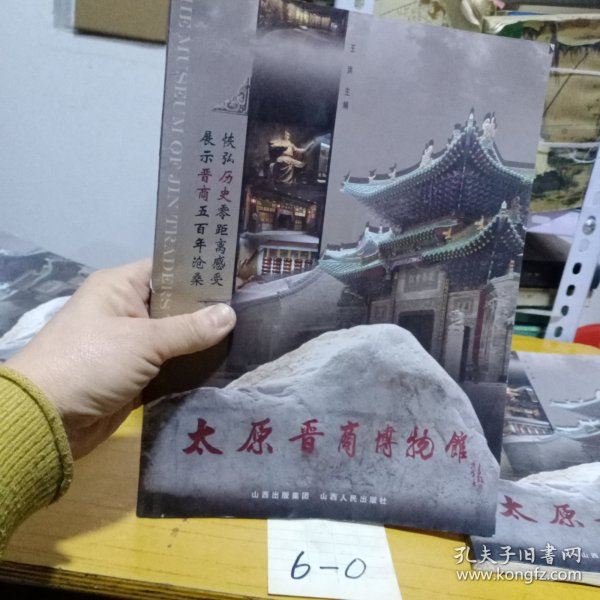 THE MUSEUM OF JIN TRADERS
王洪 主编
恢弘历史零距离感受
展示晋商五百年沧桑
太原晋商博物馆
山西出版集团 山西人民出版社
太原
山西
6-0
孔夫子旧书网
www.kongfz.com